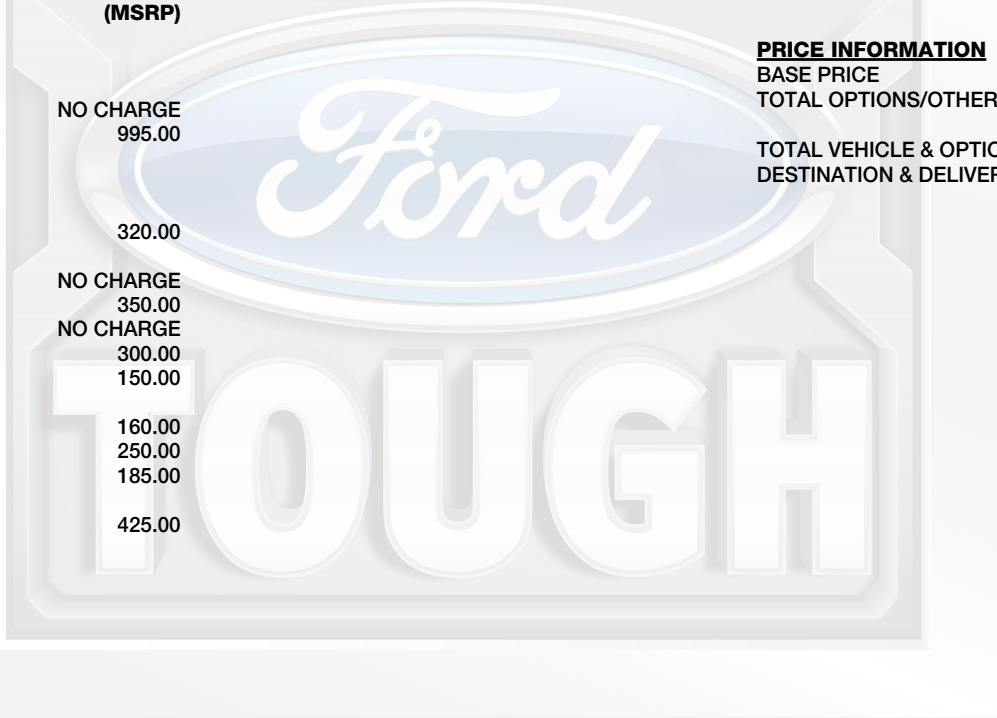 (MSRP)
NO CHARGE
995.00
320.00
NO CHARGE
350.00
NO CHARGE
300.00
150.00
160.00
250.00
185.00
425.00
PRICE INFORMATION
BASE PRICE
TOTAL OPTIONS/OTHER
TOTAL VEHICLE & OPTIO
DESTINATION & DELIVER
Ford
TOUGH